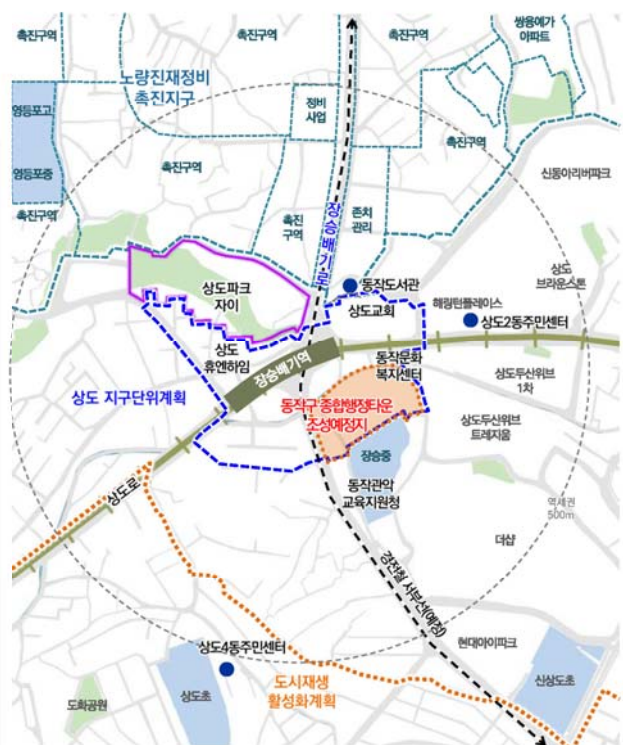 촉진구역
촉진구역
촉진구역
쌍용예가
아파트
노량진재정비
촉진지구
영등포고
정비
사업
촉진구역
영등포중
신동아리버파크
촉진구역
촉진
구역
존치
관리
장승배기로
동작도서관
상도
브라운스톤
상도파크
자이
상도교회
해링턴플레이스
상도2동주민센터
상도
휴엔하임
장승배기역
동작문화
복지센터
상도 지구단위계획
상도두산위브
1차
동작구 종합행정타운
조성예정지
상도두산위브
트레지움
장승중
상도로
동작관악
교육지원청
역세권
500m
더샵
경전철 서부선(예정)
상도4동주민센터
현대아이파크
도시재생
활성화계획
신상도초
상도초
도화공원